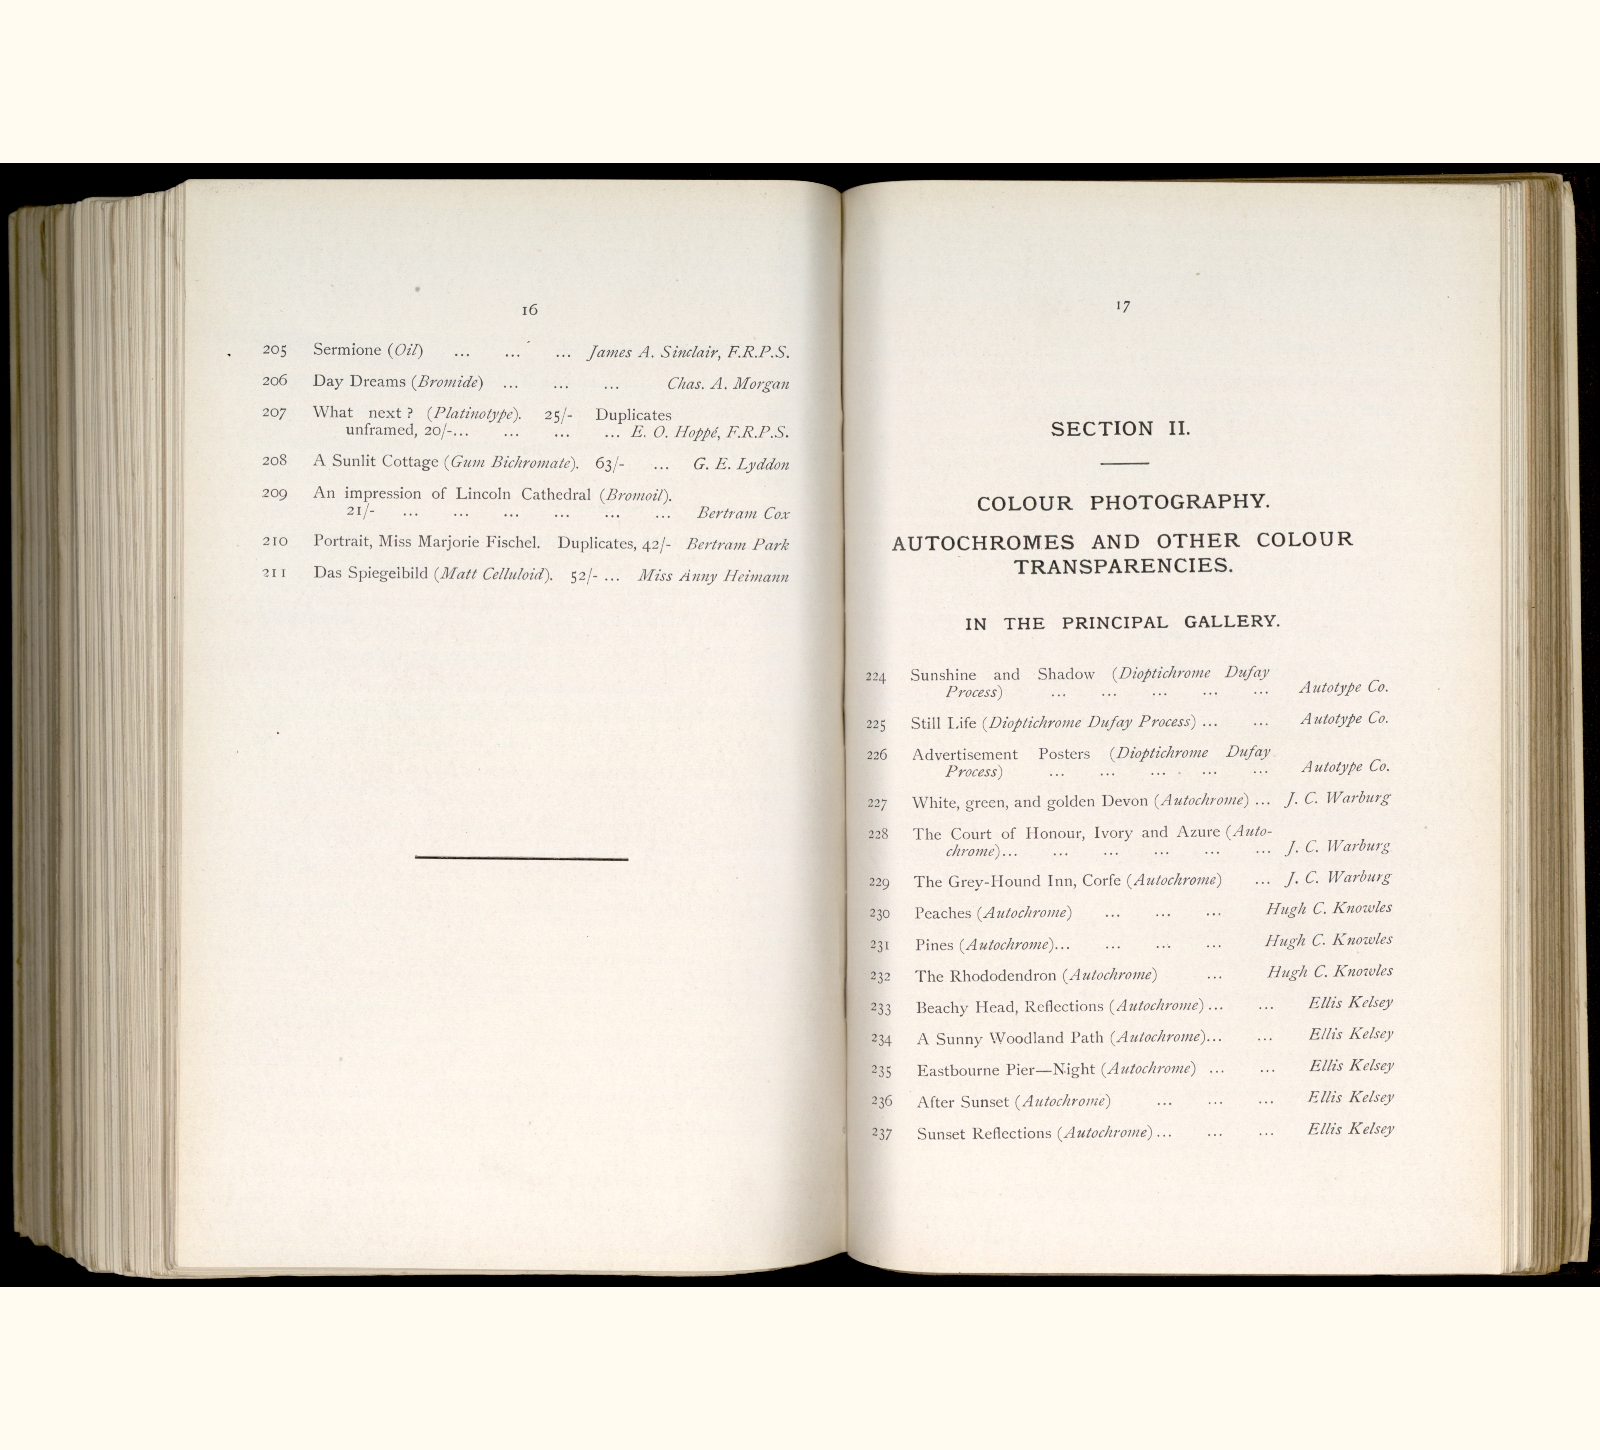 16
205 Sermione (Oil) ... ... ... James A. Sinclair, F.R.P.S.
206 Day Dreams (Bromide) ... ... ... Chas. A. Morgan
207 What next? (Platinotype). 25/- Duplicates
unframed, 20/-... ... ... ... E. O. Hoppé, F.R.P.S.
208 A Sunlit Cottage (Gum Bichromate). 63/- ... G. E. Lyddon
209 An impression of Lincoln Cathedral (Bromoil).
21/- ... ... ... ... ... ... Bertram Cox
210 Portrait, Miss Marjorie Fischel. Duplicates, 42/- Bertram Park
211 Das Spiegelbild (Matt Celluloid). 52/- ... Miss Anny Heimann
17
SECTION II.
COLOUR PHOTOGRAPHY.
AUTOCHROMES AND OTHER COLOUR
TRANSPARENCIES.
IN THE PRINCIPAL GALLERY.
224 Sunshine and Shadow (Dioptichrome Dufay
Process) ... ... ... ... ... Autotype Co.
225 Still Life (Dioptichrome Dufay Process) ... ... Autotype Co.
226 Advertisement Posters (Dioptichrome Dufay
Process) ... ... ... ... ... Autotype Co.
227 White, green, and golden Devon (Autochrome) ... J. C. Warburg
228 The Court of Honour, Ivory and Azure (Auto-
chrome)... ... ... ... ... ... J. C. Warburg
229 The Grey-Hound Inn, Corfe (Autochrome) ... J. C. Warburg
230 Peaches (Autochrome) ... ... ... Hugh C. Knowles
231 Pines (Autochrome)... ... ... ... Hugh C. Knowles
232 The Rhododendron (Autochrome) ... Hugh C. Knowles
233 Beachy Head, Reflections (Autochrome) ... ... Ellis Kelsey
234 A Sunny Woodland Path (Autochrome)... ... Ellis Kelsey
235 Eastbourne Pier—Night (Autochrome) ... ... Ellis Kelsey
236 After Sunset (Autochrome) ... ... ... Ellis Kelsey
237 Sunset Reflections (Autochrome) ... ... ... Ellis Kelsey